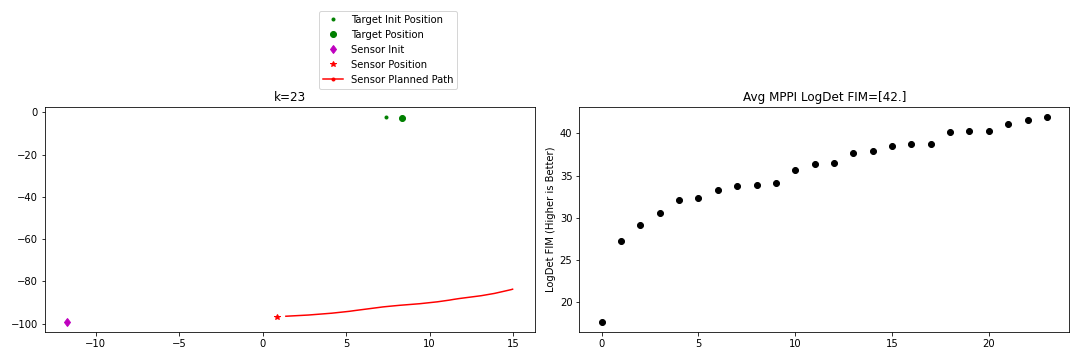 Target Init Position
Target Position
Sensor Init
Sensor Position
Sensor Planned Path
k=23
0
−20
−40
−60
−80
−100
−10
−5
0
5
10
15
Avg MPPI LogDet FIM=[42.]
LogDet FIM (Higher is Better)
40
35
30
25
20
0
5
10
15
20